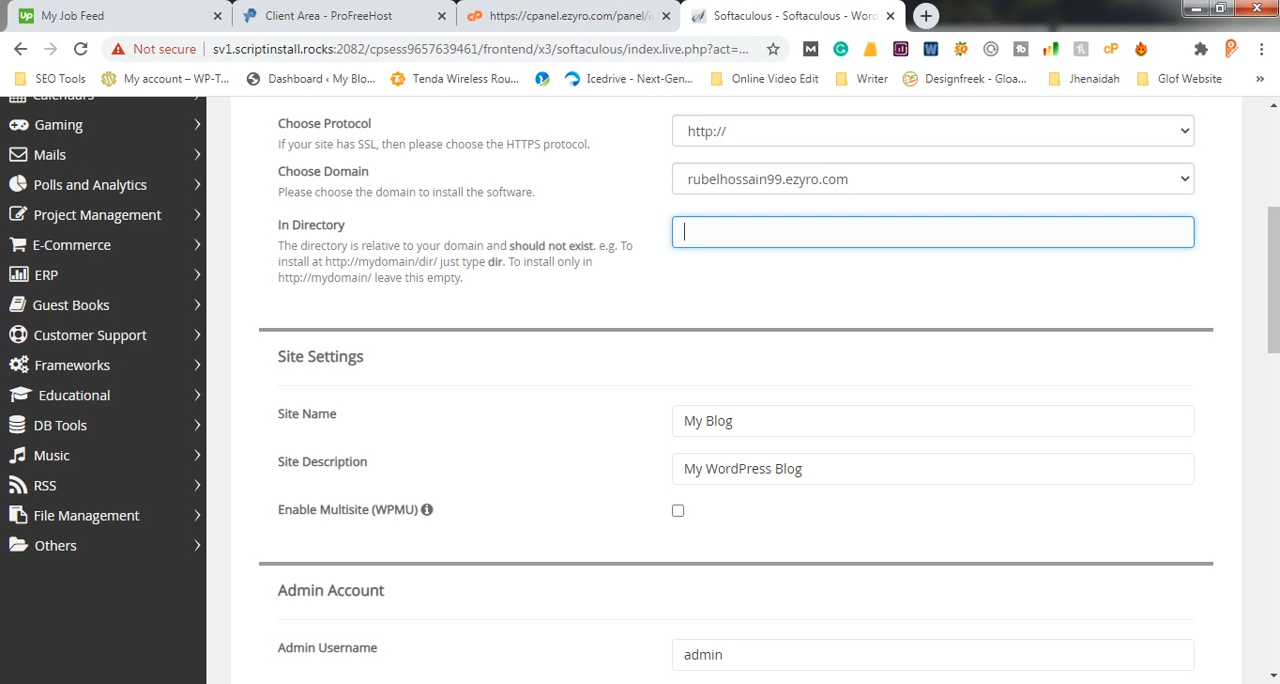 My Job Feed
Client Area - ProFreeHost
https://cpanel.ezyro.com/panel/i
Softaculous - Softaculous - Word
Not secure
sv1.scriptinstall.rocks:2082/cpsess9657639461/frontend/x3/softaculous/index.live.php?act=...
SEO Tools
My account – WP-T...
Dashboard ‹ My Blo...
Tenda Wireless Rou...
Icedrive - Next-Gen...
Online Video Edit
Writer
Designfreek - Gloa...
Jhenadah
Glof Website
»
Calendars
Gaming
Mails
Polls and Analytics
Project Management
E-Commerce
ERP
Guest Books
Customer Support
Frameworks
Educational
DB Tools
Music
RSS
File Management
Others
Choose Protocol
If your site has SSL, then please choose the HTTPS protocol.
http://
Choose Domain
Please choose the domain to install the software.
rubelhossain99.ezyro.com
In Directory
The directory is relative to your domain and should not exist. e.g. To
install at http://mydomain/dir/ just type dir. To install only in
http://mydomain/ leave this empty.
Site Settings
Site Name
My Blog
Site Description
My WordPress Blog
Enable Multisite (WPMU)
Admin Account
Admin Username
admin